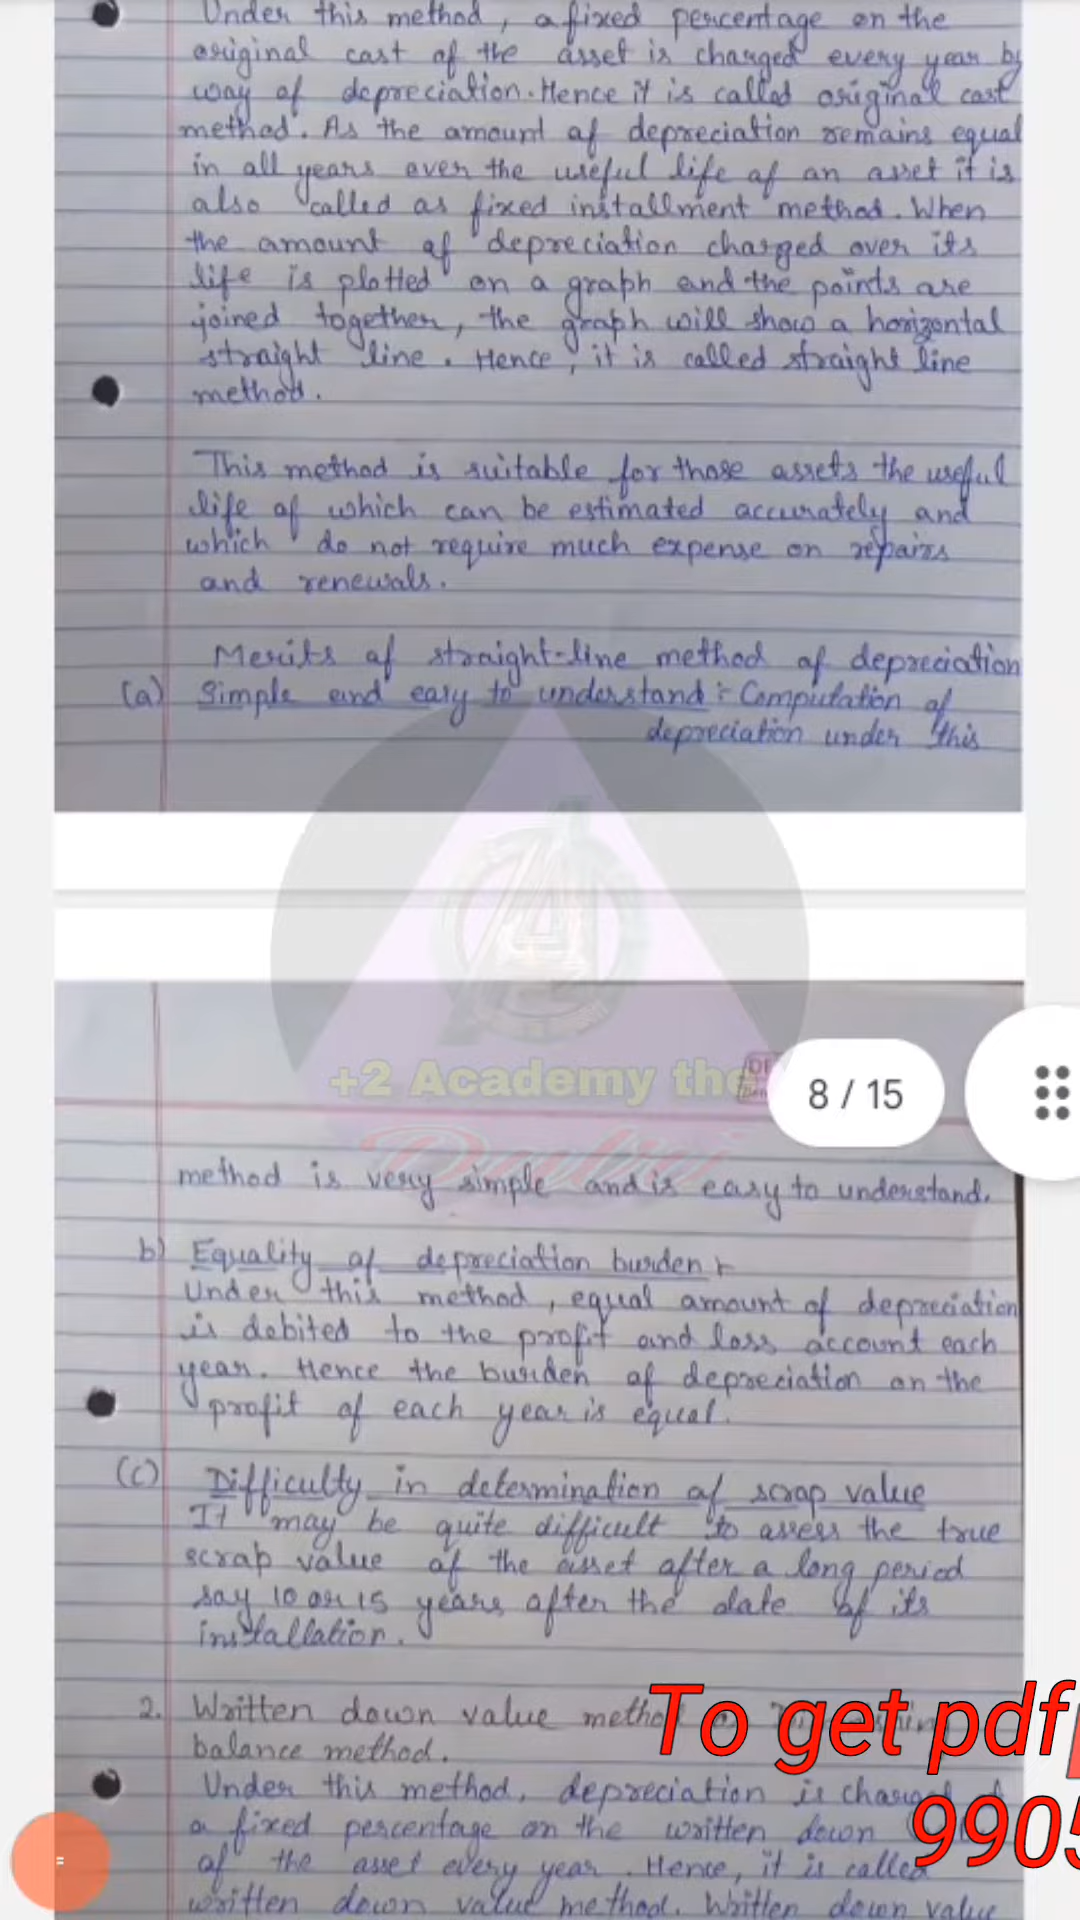 Under this method, a fixed percentage on the
original cost of the asset is charged every year by
way of depreciation. Hence it is called original cost
method. As the amount of depreciation remains equal
in all years over the useful life of an asset it is
also called as fixed installment method. When
the amount of depreciation charged over its
life is plotted on a graph and the points are
joined together, the graph will show a horizontal
straight line. Hence, it is called straight line
method.
This method is suitable for those assets the useful
life of which can be estimated accurately and
which do not require much expense on repairs
and renewals.
Merits of straight-line method of depreciation
(a) Simple and easy to understand :- Computation of
depreciation under this
+2 Academy the
8 / 15
method is very simple and is easy to understand.
b) Equality of depreciation burden :-
Under this method, equal amount of depreciation
is debited to the profit and loss account each
year. Hence the burden of depreciation on the
profit of each year is equal.
(c) Difficulty in determination of scrap value
It may be quite difficult to assess the true
scrap value of the asset after a long period
say 10 or 15 years after the date of its
installation.
2. Written down value method
balance method.
To get pdf
Under this method, depreciation is charged
a fixed percentage on the written down
9905
of the asset every year. Hence, it is called
written down value method. Written down value